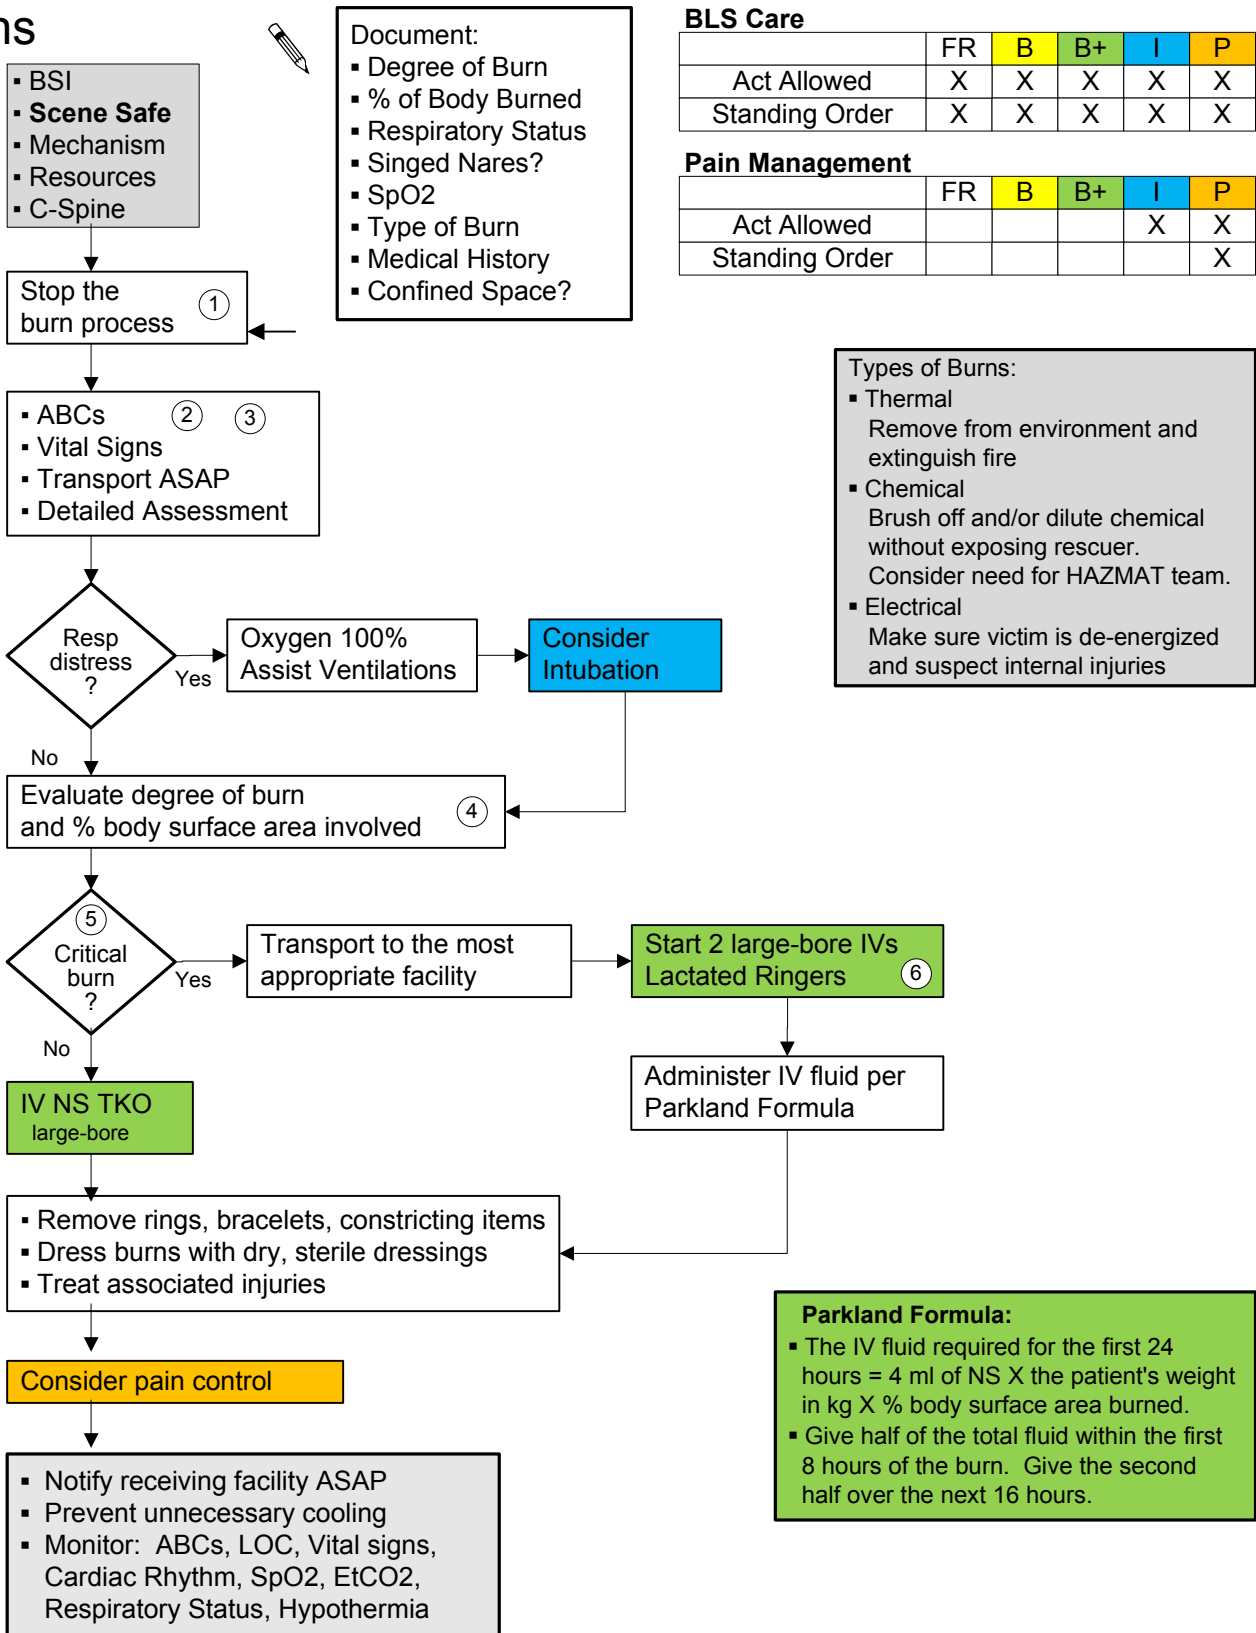 ns
▪ BSI
▪ Scene Safe
▪ Mechanism
▪ Resources
▪ C-Spine
Document:
▪ Degree of Burn
▪ % of Body Burned
▪ Respiratory Status
▪ Singed Nares?
▪ SpO2
▪ Type of Burn
▪ Medical History
▪ Confined Space?
BLS Care
FR B B+ I P
Act Allowed X X X X X
Standing Order X X X X X
Pain Management
FR B B+ I P
Act Allowed X X
Standing Order X
Stop the
burn process 1
▪ ABCs 2 3
▪ Vital Signs
▪ Transport ASAP
▪ Detailed Assessment
Types of Burns:
▪ Thermal
Remove from environment and
extinguish fire
▪ Chemical
Brush off and/or dilute chemical
without exposing rescuer.
Consider need for HAZMAT team.
▪ Electrical
Make sure victim is de-energized
and suspect internal injuries
Resp
distress
?
Yes
Oxygen 100%
Assist Ventilations
Consider
Intubation
No
Evaluate degree of burn
and % body surface area involved 4
5
Critical
burn
?
Yes
Transport to the most
appropriate facility
Start 2 large-bore IVs
Lactated Ringers 6
No
Administer IV fluid per
Parkland Formula
IV NS TKO
large-bore
▪ Remove rings, bracelets, constricting items
▪ Dress burns with dry, sterile dressings
▪ Treat associated injuries
Consider pain control
Parkland Formula:
▪ The IV fluid required for the first 24
hours = 4 ml of NS X the patient's weight
in kg X % body surface area burned.
▪ Give half of the total fluid within the first
8 hours of the burn. Give the second
half over the next 16 hours.
▪ Notify receiving facility ASAP
▪ Prevent unnecessary cooling
▪ Monitor: ABCs, LOC, Vital signs,
Cardiac Rhythm, SpO2, EtCO2,
Respiratory Status, Hypothermia